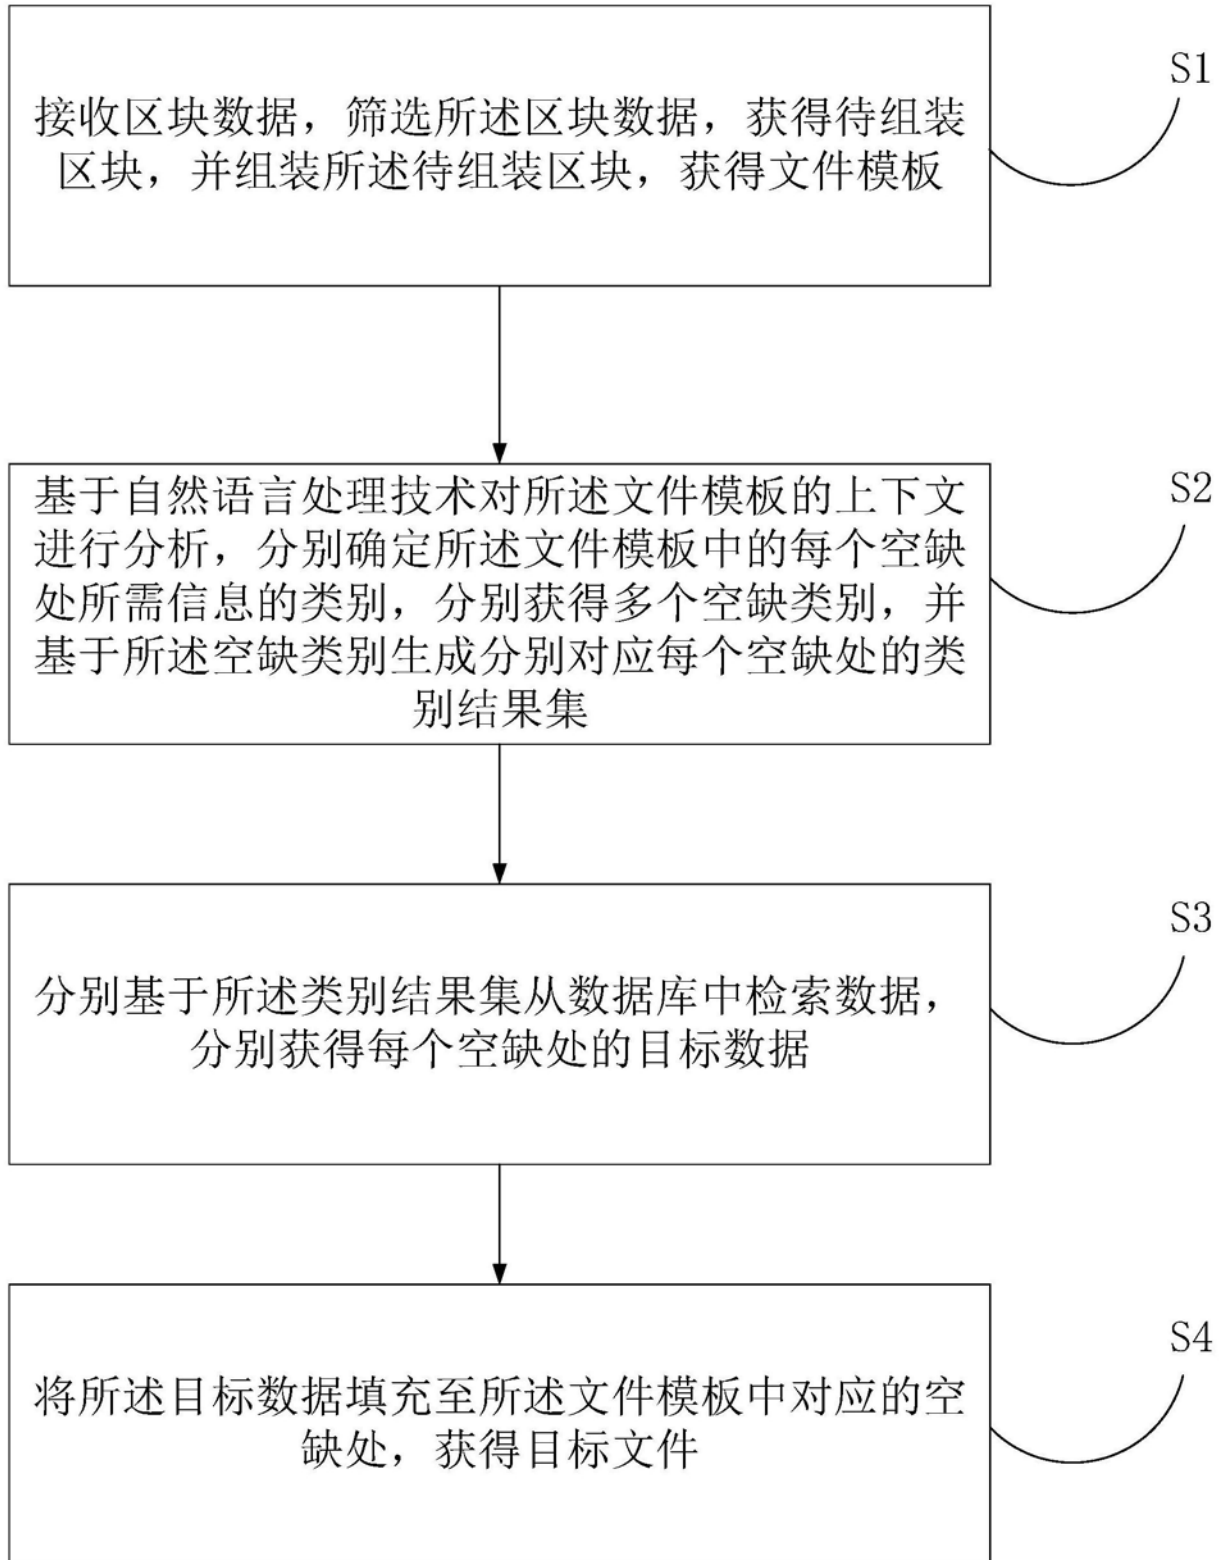 接收区块数据，筛选所述区块数据，获得待组装
区块，并组装所述待组装区块，获得文件模板
S1
基于自然语言处理技术对所述文件模板的上下文
进行分析，分别确定所述文件模板中的每个空缺
处所需信息的类别，分别获得多个空缺类别，并
基于所述空缺类别生成分别对应每个空缺处的类
别结果集
S2
分别基于所述类别结果集从数据库中检索数据，
分别获得每个空缺处的目标数据
S3
将所述目标数据填充至所述文件模板中对应的空
缺处，获得目标文件
S4